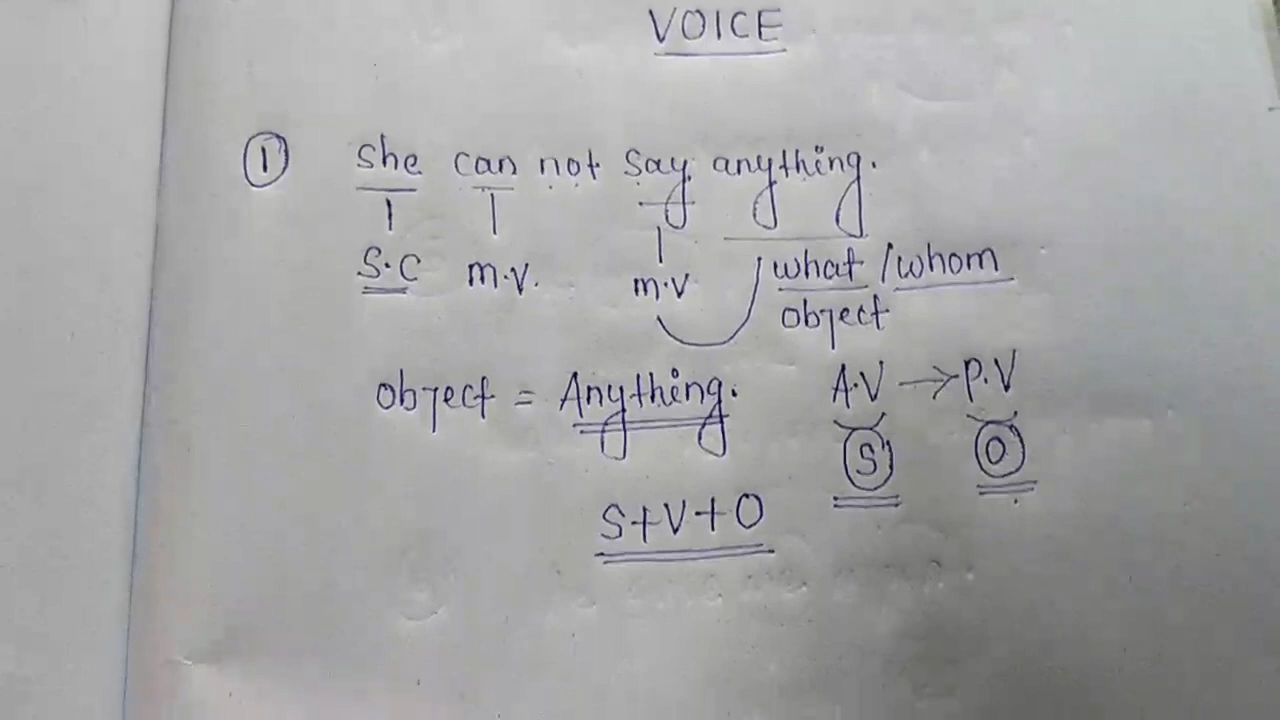 VOICE
① She can not say anything.
S.C m.v. m.v what / whom
object
object = Anything. A.V → P.V
S O
S+V+O